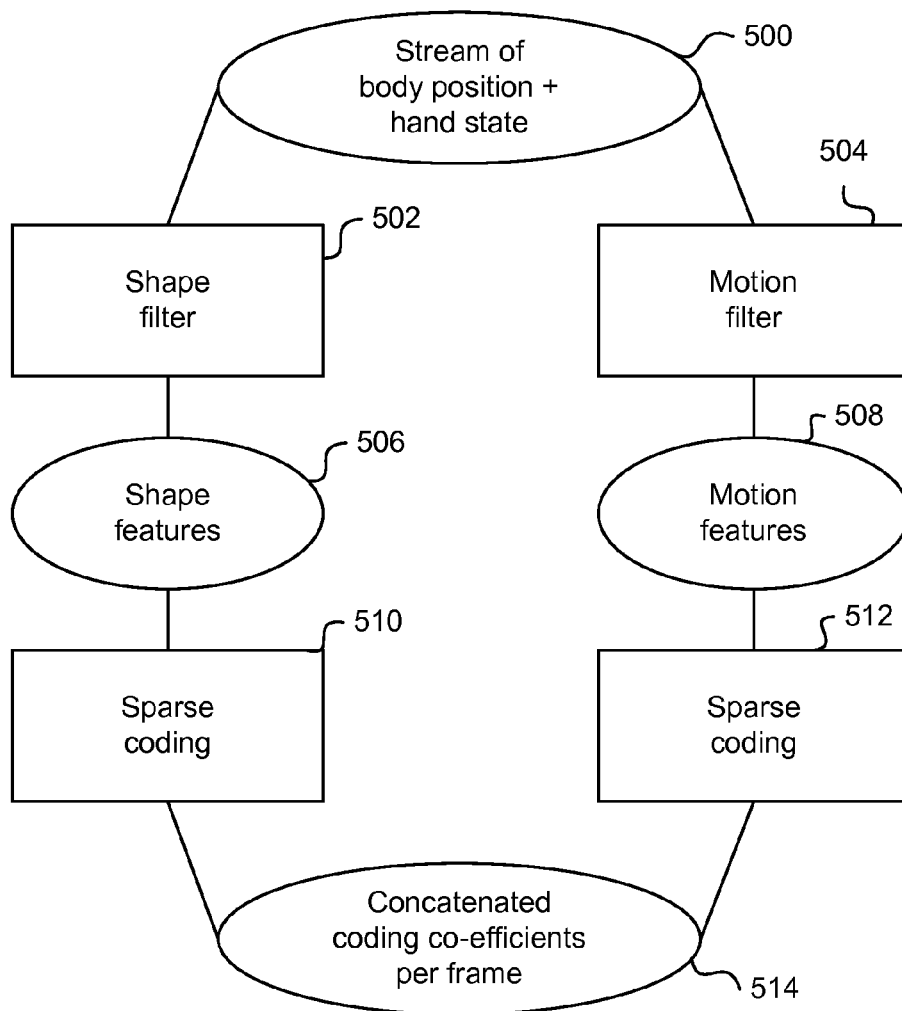 Stream of
body position +
hand state
500
502
504
Shape
filter
Motion
filter
506
508
Shape
features
Motion
features
510
512
Sparse
coding
Sparse
coding
Concatenated
coding co-efficients
per frame
514